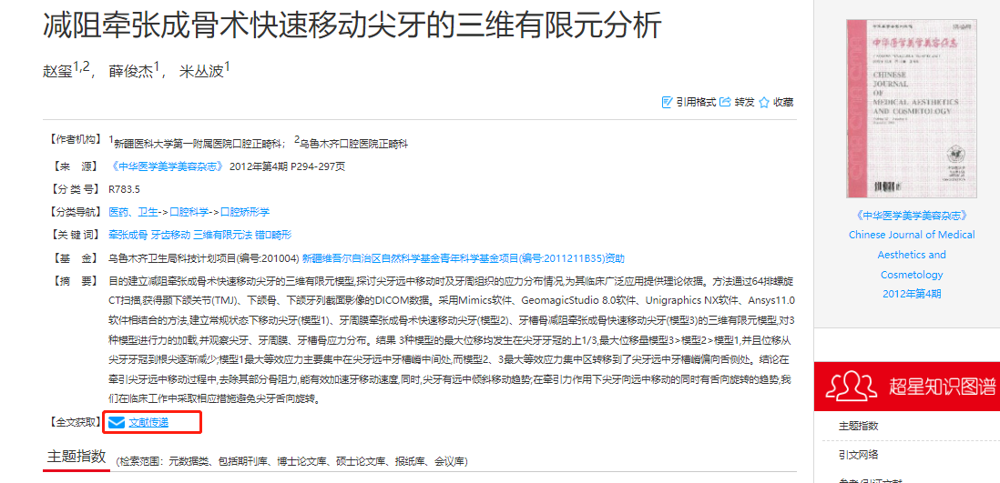 减阻牵张成骨术快速移动尖牙的三维有限元分析
赵玺1,2， 薛俊杰1， 米丛波1
引用格式 转发 收藏
【作者机构】 1新疆医科大学第一附属医院口腔正畸科； 2乌鲁木齐口腔医院正畸科
【来 源】 《中华医学美学美容杂志》 2012年第4期 P294-297页
【分 类 号】 R783.5
【分类导航】 医药、卫生->口腔科学->口腔矫形学
【关 键 词】 牵张成骨 牙齿移动 三维有限元法 错畸形
【基 金】 乌鲁木齐卫生局科技计划项目(编号:201004) 新疆维吾尔自治区自然科学基金青年科学基金项目(编号:2011211B35)资助
【摘 要】 目的建立减阻牵张成骨术快速移动尖牙的三维有限元模型,探讨尖牙远中移动时及牙周组织的应力分布情况,为其临床广泛应用提供理论依据。方法通过64排螺旋
CT扫描,获得颞下颌关节(TMJ)、下颌骨、下颌牙列截面影像的DICOM数据。采用Mimics软件、GeomagicStudio 8.0软件、Unigraphics NX软件、Ansys11.0
软件相结合的方法,建立常规状态下移动尖牙(模型1)、牙周膜牵张成骨术快速移动尖牙(模型2)、牙槽骨减阻牵张成骨快速移动尖牙(模型3)的三维有限元模型,对3
种模型进行力的加载,并观察尖牙、牙周膜、牙槽骨应力分布。结果 3种模型的最大位移均发生在尖牙牙冠的上1/3,最大位移量模型3>模型2>模型1,并且位移从
尖牙牙冠到根尖逐渐减少;模型1最大等效应力主要集中在尖牙远中牙槽嵴中间处,而模型2、3最大等效应力集中区转移到了尖牙远中牙槽嵴偏向舌侧处。结论在
牵引尖牙远中移动过程中,去除其部分骨阻力,能有效加速牙移动速度,同时,尖牙有远中倾斜移动趋势;在牵引力作用下尖牙向远中移动的同时有舌向旋转的趋势,我
们在临床工作中采取相应措施避免尖牙舌向旋转。
【全文获取】 文献传递
主题指数 (检索范围：元数据类、包括期刊库、博士论文库、硕士论文库、报纸库、会议库)
中华医学美学美容杂志
CHINESE
JOURNAL
OF
MEDICAL AESTHETICS
AND COSMETOLOGY
《中华医学美学美容杂志》
Chinese Journal of Medical
Aesthetics and
Cosmetology
2012年第4期
超星知识图谱
主题指数
引文网络
参考/引证文献